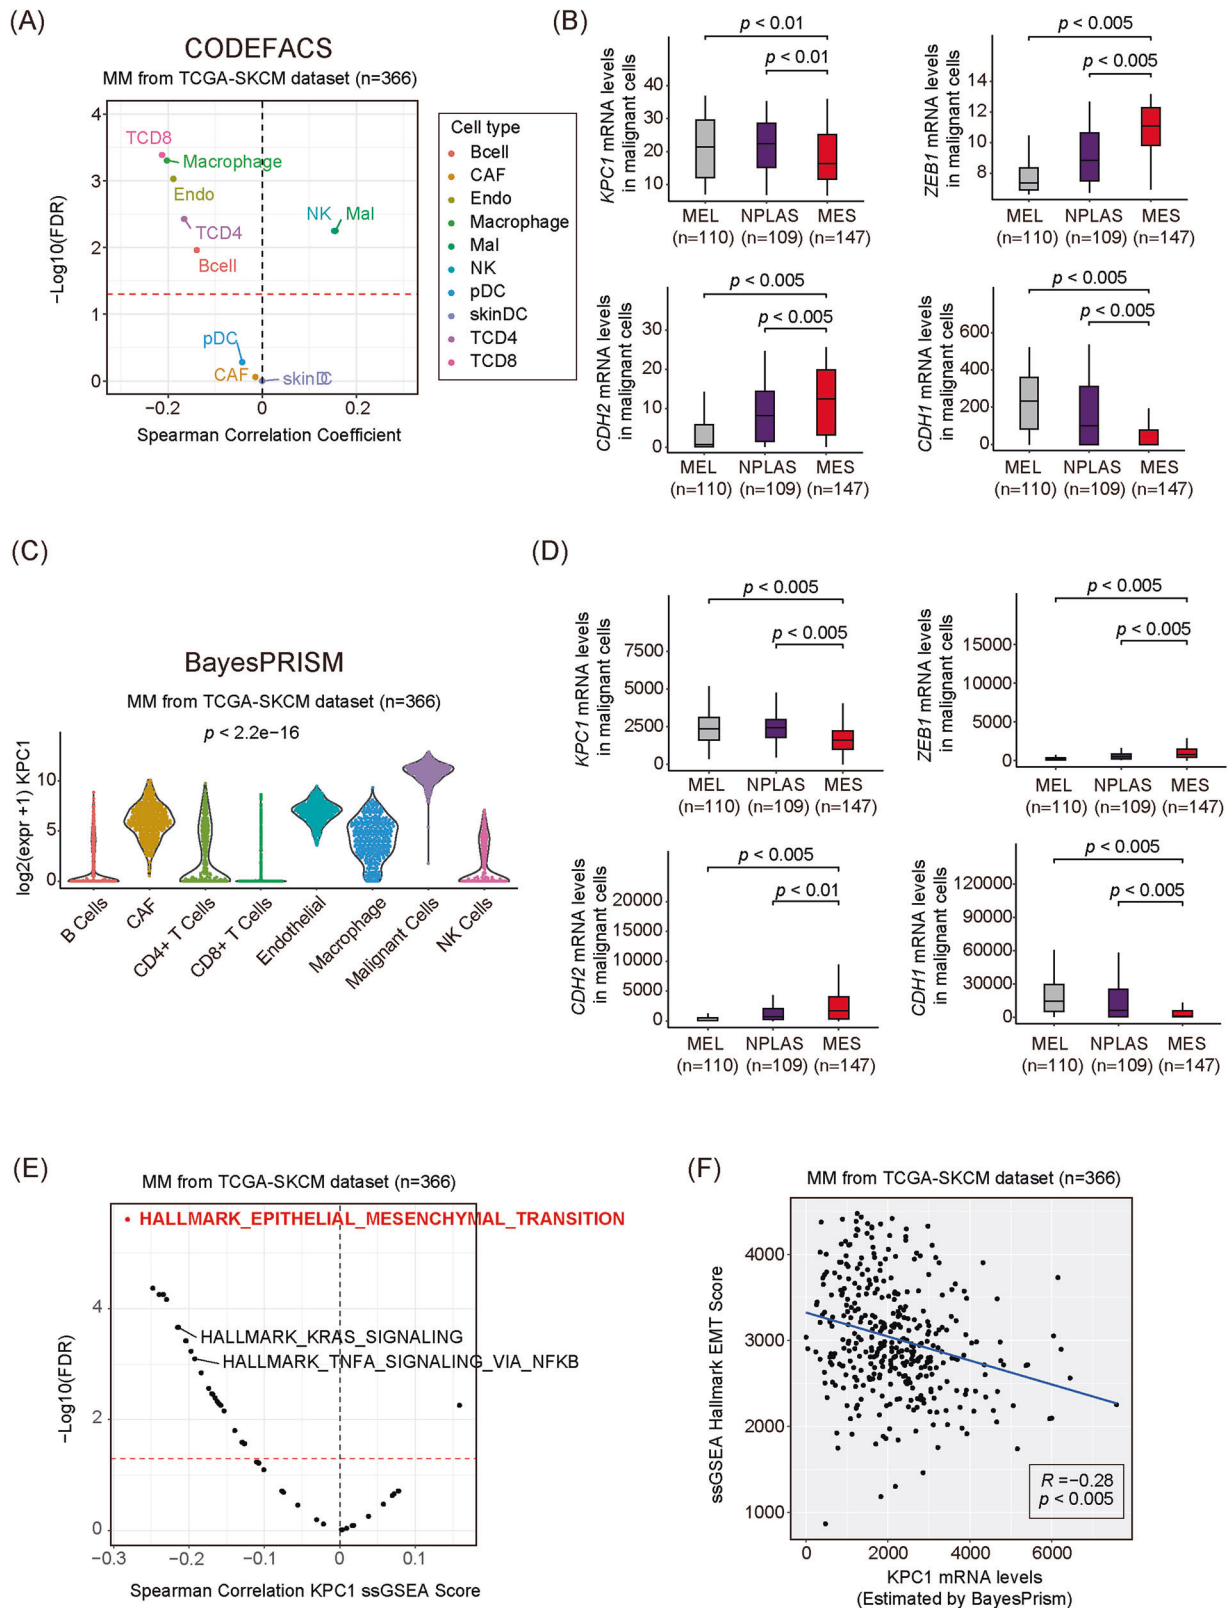 (A)
CODEFACS
MM from TCGA-SKCM dataset (n=366)
4
3
2
1
0
−Log10(FDR)
TCD8
Macrophage
Endo
TCD4
Bcell
NK
Mal
pDC
CAF
skinDC
−0.2
0
0.2
Spearman Correlation Coefficient
Cell type
Bcell
CAF
Endo
Macrophage
Mal
NK
pDC
skinDC
TCD4
TCD8
(B)
p < 0.01
p < 0.01
KPC1 mRNA levels
in malignant cells
40
30
20
10
MEL NPLAS MES
(n=110) (n=109) (n=147)
p < 0.005
p < 0.005
ZEB1 mRNA levels
in malignant cells
14
12
10
8
MEL NPLAS MES
(n=110) (n=109) (n=147)
p < 0.005
p < 0.005
CDH2 mRNA levels
in malignant cells
30
20
10
0
MEL NPLAS MES
(n=110) (n=109) (n=147)
p < 0.005
p < 0.005
CDH1 mRNA levels
in malignant cells
600
400
200
0
MEL NPLAS MES
(n=110) (n=109) (n=147)
(C)
BayesPRISM
MM from TCGA-SKCM dataset (n=366)
p < 2.2e−16
log2(expr +1) KPC1
10
5
0
B Cells
CAF
CD4+ T Cells
CD8+ T Cells
Endothelial
Macrophage
Malignant Cells
NK Cells
(D)
p < 0.005
p < 0.005
KPC1 mRNA levels
in malignant cells
7500
5000
2500
0
MEL NPLAS MES
(n=110) (n=109) (n=147)
p < 0.005
p < 0.005
ZEB1 mRNA levels
in malignant cells
15000
10000
5000
0
MEL NPLAS MES
(n=110) (n=109) (n=147)
p < 0.005
p < 0.01
CDH2 mRNA levels
in malignant cells
20000
15000
10000
5000
0
MEL NPLAS MES
(n=110) (n=109) (n=147)
p < 0.005
p < 0.005
CDH1 mRNA levels
in malignant cells
120000
90000
60000
30000
0
MEL NPLAS MES
(n=110) (n=109) (n=147)
(E)
MM from TCGA-SKCM dataset (n=366)
HALLMARK_EPITHELIAL_MESENCHYMAL_TRANSITION
HALLMARK_KRAS_SIGNALING
HALLMARK_TNFA_SIGNALING_VIA_NFKB
−Log10(FDR)
4
2
0
−0.3
−0.2
−0.1
0
0.1
Spearman Correlation KPC1 ssGSEA Score
(F)
MM from TCGA-SKCM dataset (n=366)
ssGSEA Hallmark EMT Score
4000
3000
2000
1000
R =−0.28
p < 0.005
0
2000
4000
6000
KPC1 mRNA levels
(Estimated by BayesPrism)